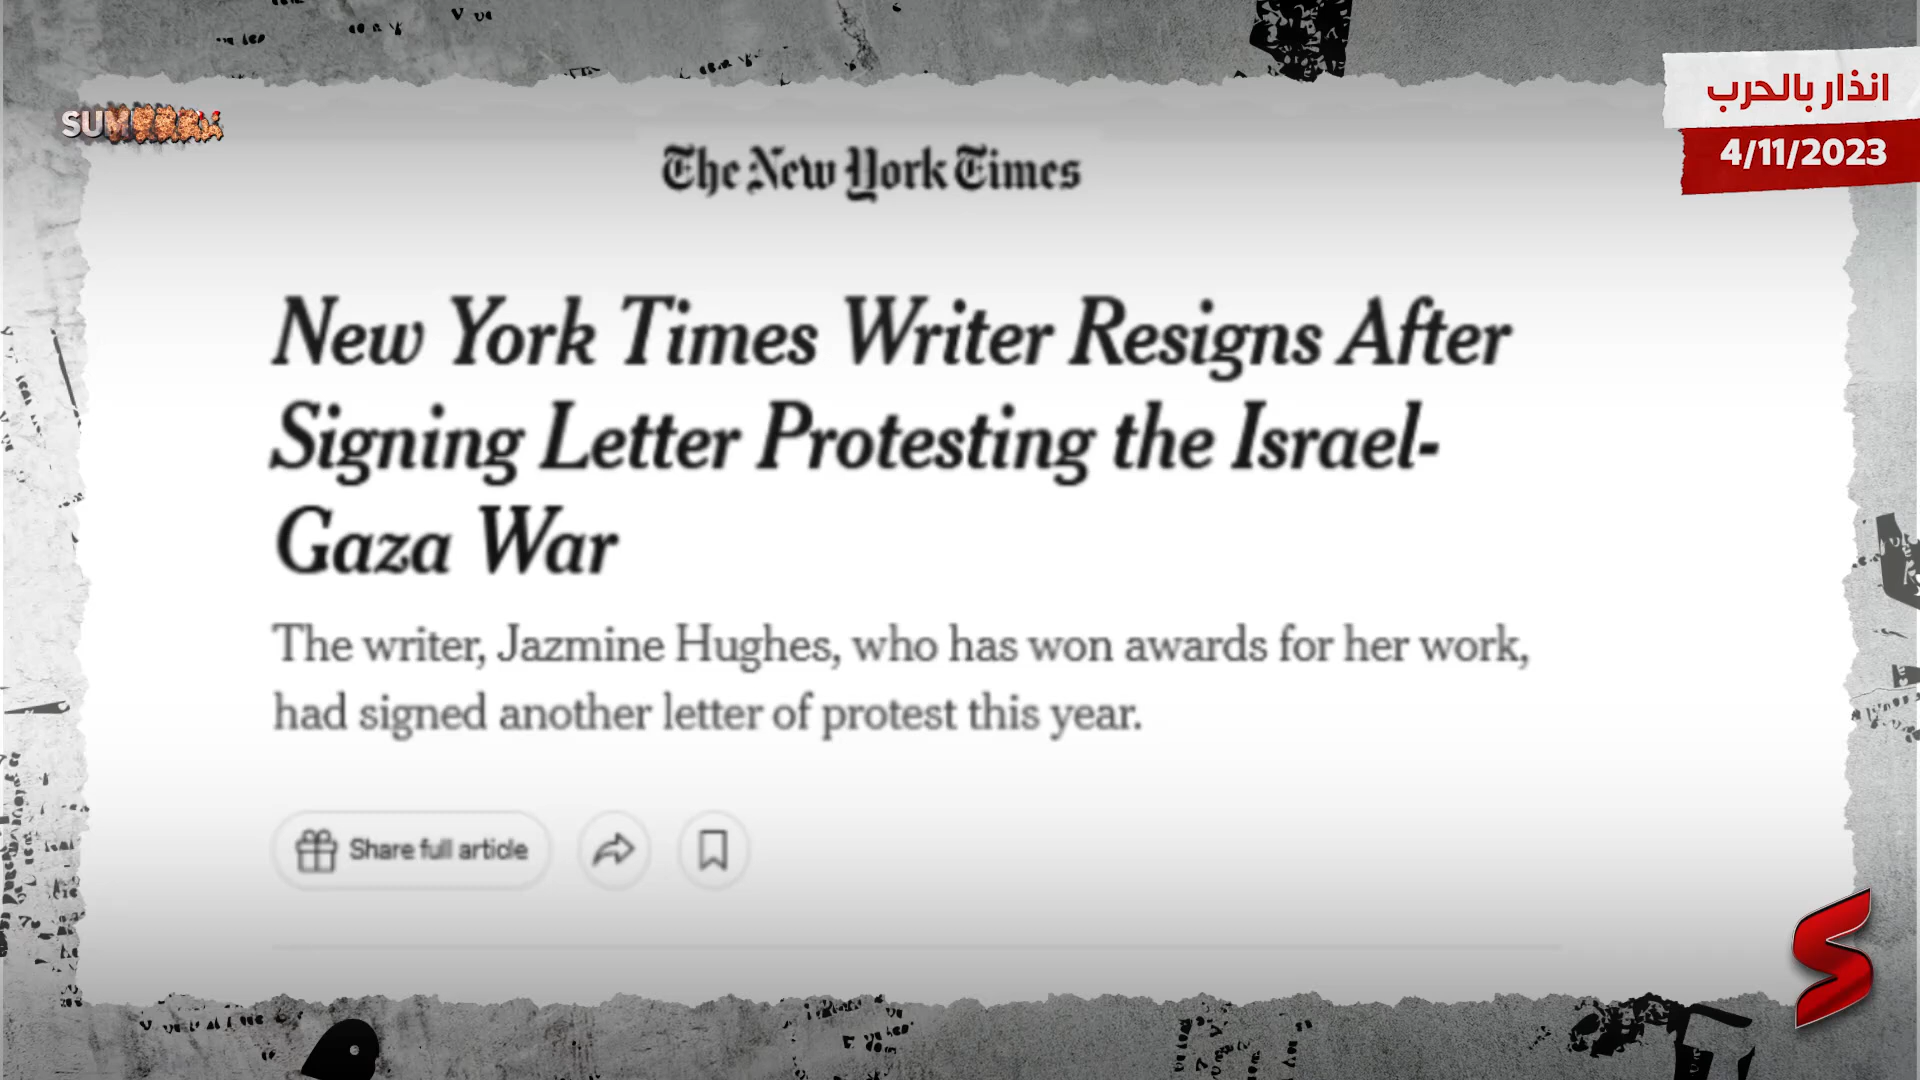 انذار بالحرب
4/11/2023
The New York Times
New York Times Writer Resigns After
Signing Letter Protesting the Israel-
Gaza War
The writer, Jazmine Hughes, who has won awards for her work,
had signed another letter of protest this year.
Share full article